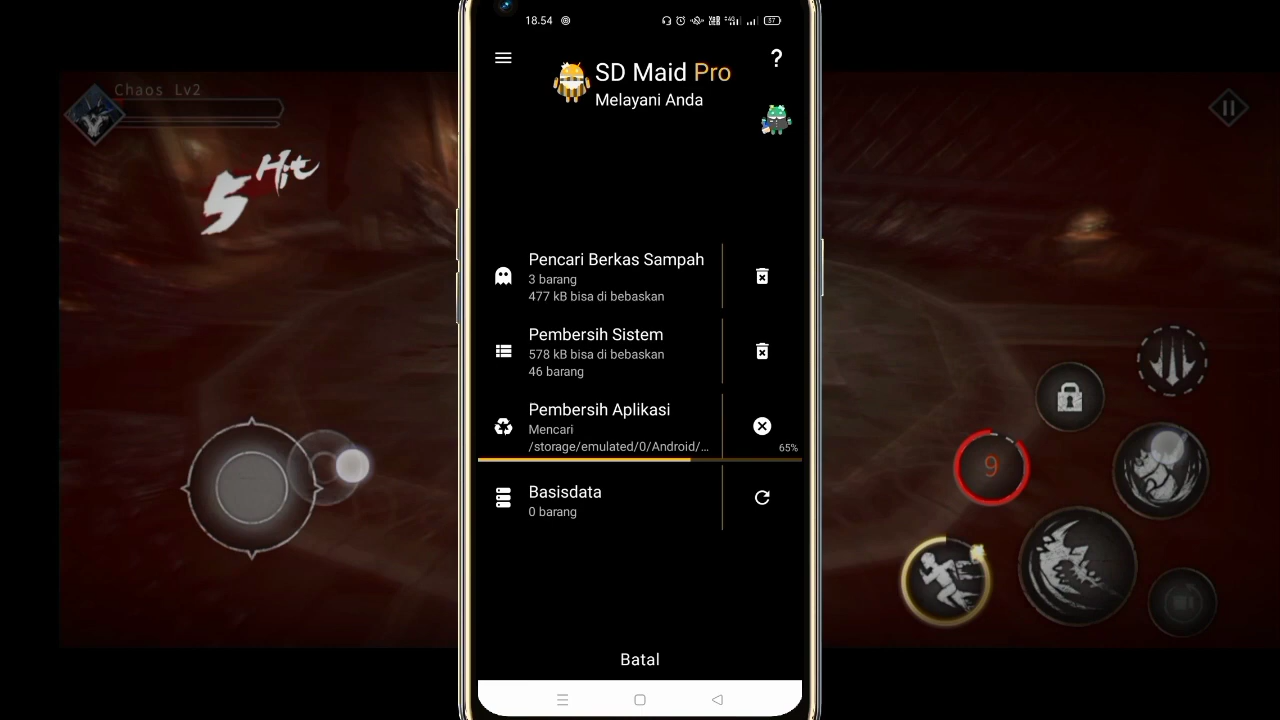 18.54
57
Chaos Lv2
5 Hit
SD Maid Pro
Melayani Anda
?
Pencari Berkas Sampah
3 barang
477 kB bisa di bebaskan
Pembersih Sistem
578 kB bisa di bebaskan
46 barang
Pembersih Aplikasi
Mencari
/storage/emulated/0/Android/…
65%
Basisdata
0 barang
9
Batal